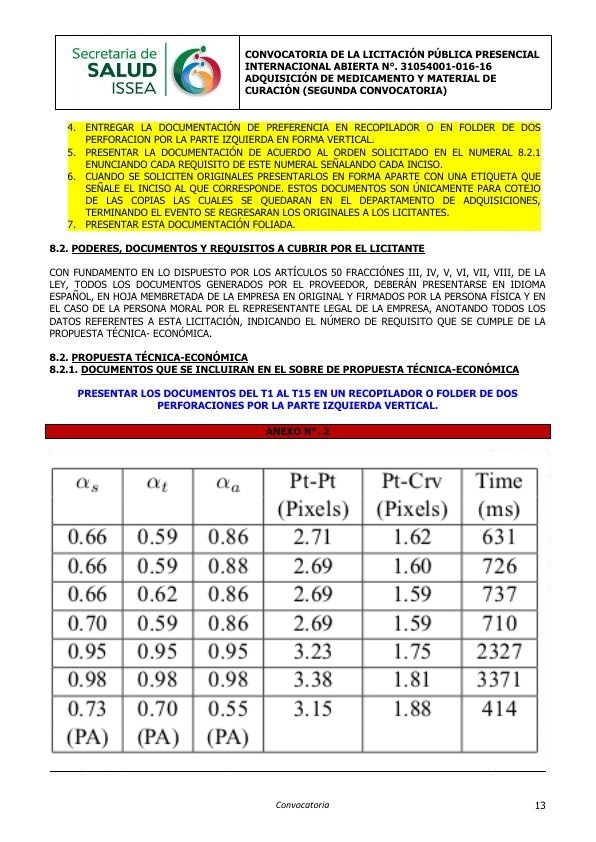 Secretaría de
SALUD
ISSEA
CONVOCATORIA DE LA LICITACIÓN PÚBLICA PRESENCIAL
INTERNACIONAL ABIERTA N°. 31054001-016-16
ADQUISICIÓN DE MEDICAMENTO Y MATERIAL DE
CURACIÓN (SEGUNDA CONVOCATORIA)
4. ENTREGAR LA DOCUMENTACIÓN DE PREFERENCIA EN RECOPILADOR O EN FOLDER DE DOS
PERFORACION POR LA PARTE IZQUIERDA EN FORMA VERTICAL.
5. PRESENTAR LA DOCUMENTACIÓN DE ACUERDO AL ORDEN SOLICITADO EN EL NUMERAL 8.2.1
ENUNCIANDO CADA REQUISITO DE ESTE NUMERAL SEÑALANDO CADA INCISO.
6. CUANDO SE SOLICITEN ORIGINALES PRESENTARLOS EN FORMA APARTE CON UNA ETIQUETA QUE
SEÑALE EL INCISO AL QUE CORRESPONDE. ESTOS DOCUMENTOS SON ÚNICAMENTE PARA COTEJO
DE LAS COPIAS LAS CUALES SE QUEDARAN EN EL DEPARTAMENTO DE ADQUISICIONES,
TERMINANDO EL EVENTO SE REGRESARAN LOS ORIGINALES A LOS LICITANTES.
7. PRESENTAR ESTA DOCUMENTACIÓN FOLIADA.
8.2. PODERES, DOCUMENTOS Y REQUISITOS A CUBRIR POR EL LICITANTE
CON FUNDAMENTO EN LO DISPUESTO POR LOS ARTÍCULOS 50 FRACCIÓNES III, IV, V, VI, VII, VIII, DE LA
LEY, TODOS LOS DOCUMENTOS GENERADOS POR EL PROVEEDOR, DEBERÁN PRESENTARSE EN IDIOMA
ESPAÑOL, EN HOJA MEMBRETADA DE LA EMPRESA EN ORIGINAL Y FIRMADOS POR LA PERSONA FÍSICA Y EN
EL CASO DE LA PERSONA MORAL POR EL REPRESENTANTE LEGAL DE LA EMPRESA, ANOTANDO TODOS LOS
DATOS REFERENTES A ESTA LICITACIÓN, INDICANDO EL NÚMERO DE REQUISITO QUE SE CUMPLE DE LA
PROPUESTA TÉCNICA- ECONÓMICA.
8.2. PROPUESTA TÉCNICA-ECONÓMICA
8.2.1. DOCUMENTOS QUE SE INCLUIRAN EN EL SOBRE DE PROPUESTA TÉCNICA-ECONÓMICA
PRESENTAR LOS DOCUMENTOS DEL T1 AL T15 EN UN RECOPILADOR O FOLDER DE DOS
PERFORACIONES POR LA PARTE IZQUIERDA VERTICAL.
ANEXO N°. 2
α_s α_t α_a Pt-Pt Pt-Crv Time
(Pixels) (Pixels) (ms)
0.66 0.59 0.86 2.71 1.62 631
0.66 0.59 0.88 2.69 1.60 726
0.66 0.62 0.86 2.69 1.59 737
0.70 0.59 0.86 2.69 1.59 710
0.95 0.95 0.95 3.23 1.75 2327
0.98 0.98 0.98 3.38 1.81 3371
0.73 0.70 0.55 3.15 1.88 414
(PA) (PA) (PA)
Convocatoria 13